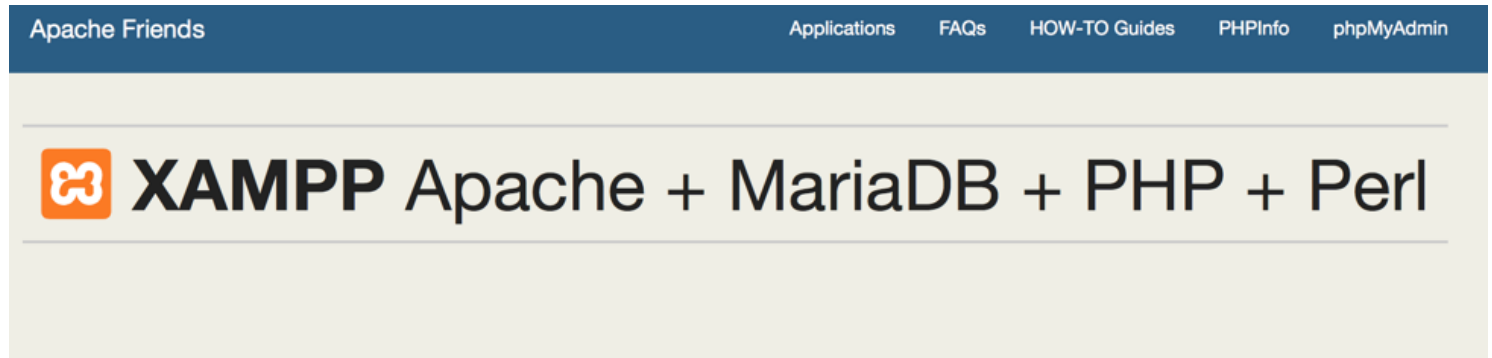 Apache Friends Applications FAQs HOW-TO Guides PHPInfo phpMyAdmin
XAMPP Apache + MariaDB + PHP + Perl